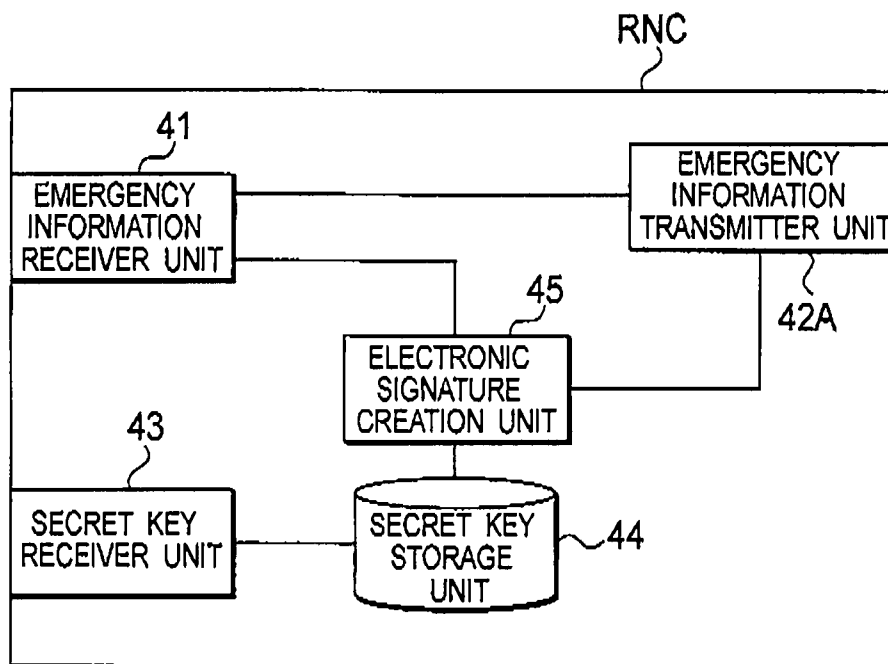 RNC
41
EMERGENCY
INFORMATION
RECEIVER UNIT
EMERGENCY
INFORMATION
TRANSMITTER UNIT
42A
45
ELECTRONIC
SIGNATURE
CREATION UNIT
43
SECRET KEY
RECEIVER UNIT
SECRET KEY
STORAGE
UNIT
44